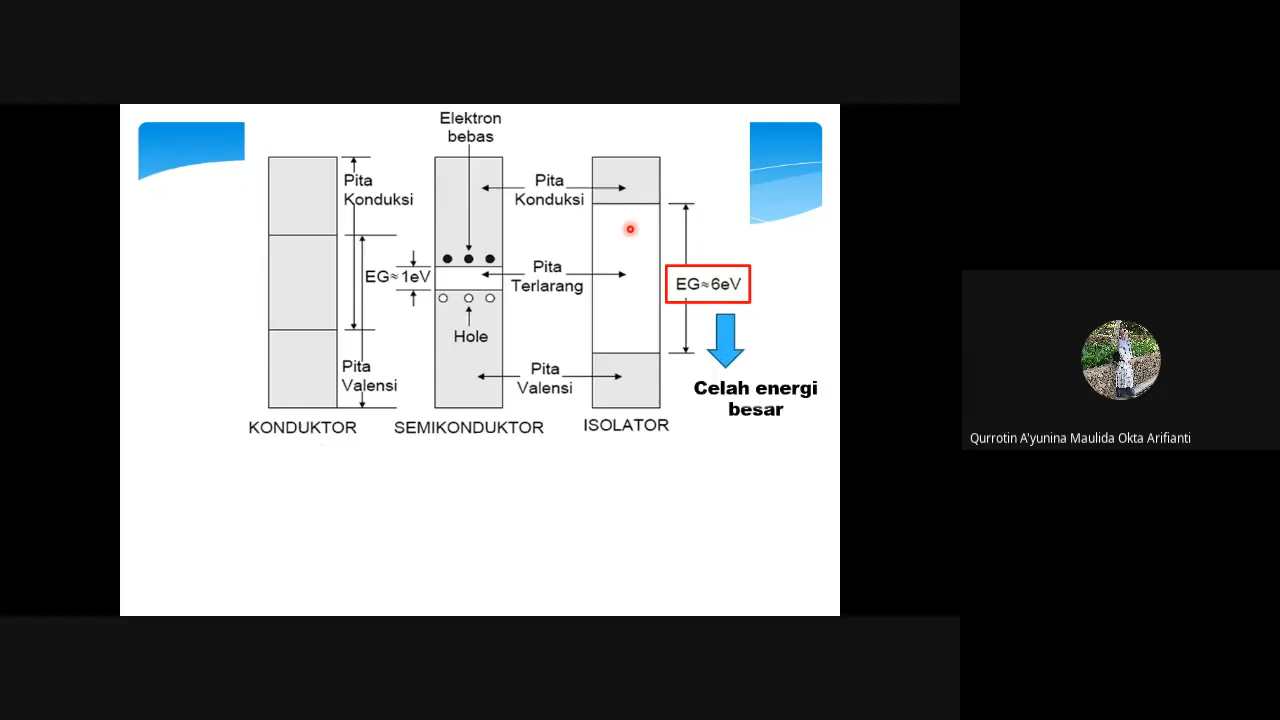 Elektron
bebas
Pita
Konduksi
Pita
Konduksi
EG≈1eV
Pita
Terlarang
EG≈6eV
Hole
Pita
Valensi
Pita
Valensi
Celah energi
besar
KONDUKTOR
SEMIKONDUKTOR
ISOLATOR
Qurrotin A'yunina Maulida Okta Arifianti